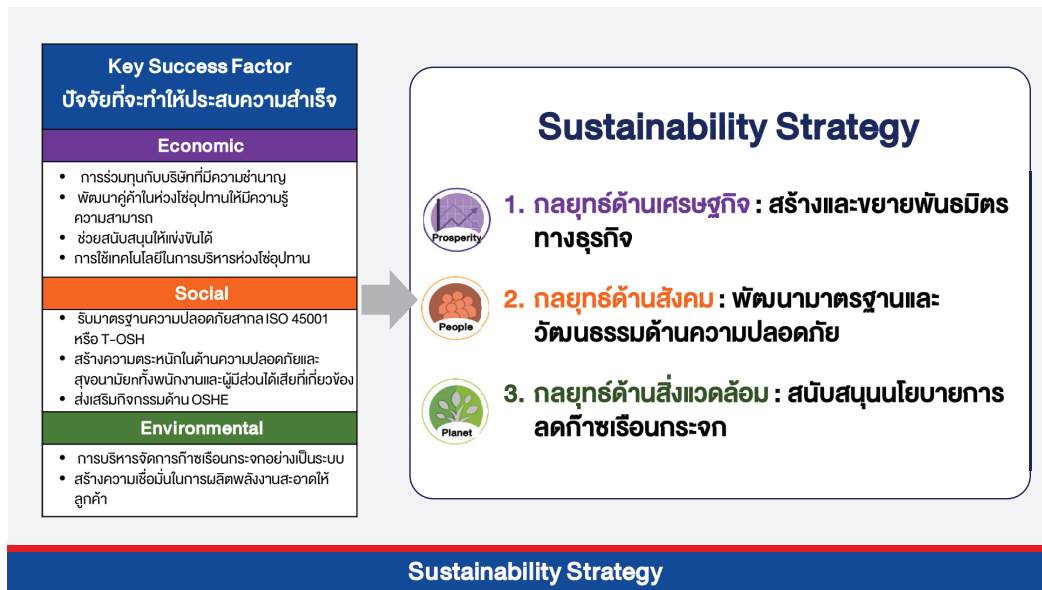 Key Success Factor
ปัจจัยที่จะทำให้ประสบความสำเร็จ
Economic
• การร่วมทุนกับบริษัทที่มีความชำนาญ
• พัฒนาคู่ค้าในห่วงโซ่อุปทานให้มีความรู้
ความสามารถ
• ช่วยสนับสนุนให้แข่งขันได้
• การใช้เทคโนโลยีในการบริหารห่วงโซ่อุปทาน
Social
• รับมาตรฐานความปลอดภัยสากล ISO 45001
หรือ T-OSH
• สร้างความตระหนักในด้านความปลอดภัยและ
สุขอนามัยnทั้งพนักงานและผู้มีส่วนได้เสียที่เกี่ยวข้อง
• ส่งเสริมกิจกรรมด้าน OSHE
Environmental
• การบริหารจัดการก๊าซเรือนกระจกอย่างเป็นระบบ
• สร้างความเชื่อมั่นในการผลิตพลังงานสะอาดให้
ลูกค้า
Sustainability Strategy
Prosperity
1. กลยุทธ์ด้านเศรษฐกิจ : สร้างและขยายพันธมิตร
ทางธุรกิจ
People
2. กลยุทธ์ด้านสังคม : พัฒนามาตรฐานและ
วัฒนธรรมด้านความปลอดภัย
Planet
3. กลยุทธ์ด้านสิ่งแวดล้อม : สนับสนุนนโยบายการ
ลดก๊าซเรือนกระจก
Sustainability Strategy